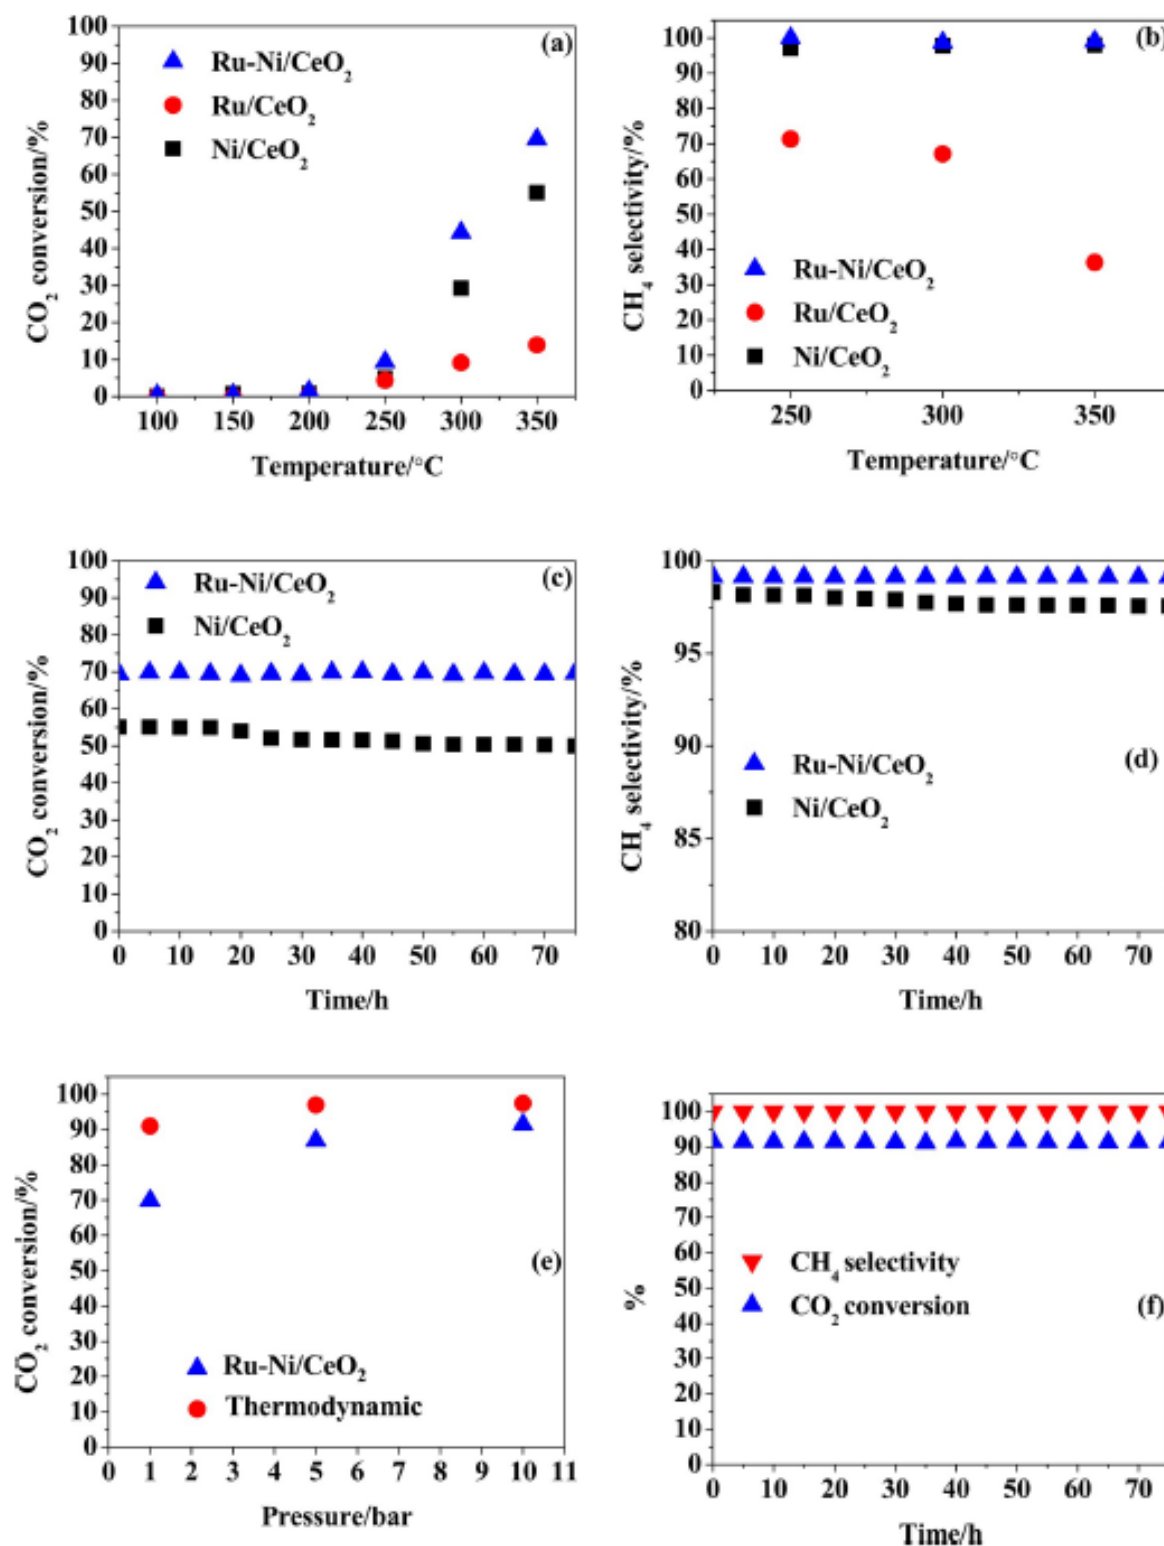 100
90
80
70
60
50
40
30
20
10
0
CO₂ conversion/%
(a)
Ru-Ni/CeO₂
Ru/CeO₂
Ni/CeO₂
100 150 200 250 300 350
Temperature/°C
100
90
80
70
60
50
40
30
20
10
0
CH₄ selectivity/%
(b)
Ru-Ni/CeO₂
Ru/CeO₂
Ni/CeO₂
250 300 350
Temperature/°C
100
90
80
70
60
50
40
30
20
10
0
CO₂ conversion/%
(c)
Ru-Ni/CeO₂
Ni/CeO₂
0 10 20 30 40 50 60 70
Time/h
100
95
90
85
80
CH₄ selectivity/%
(d)
Ru-Ni/CeO₂
Ni/CeO₂
0 10 20 30 40 50 60 70
Time/h
100
90
80
70
60
50
40
30
20
10
0
CO₂ conversion/%
(e)
Ru-Ni/CeO₂
Thermodynamic
0 1 2 3 4 5 6 7 8 9 10 11
Pressure/bar
100
90
80
70
60
50
40
30
20
10
0
%
CH₄ selectivity
CO₂ conversion
(f)
0 10 20 30 40 50 60 70
Time/h